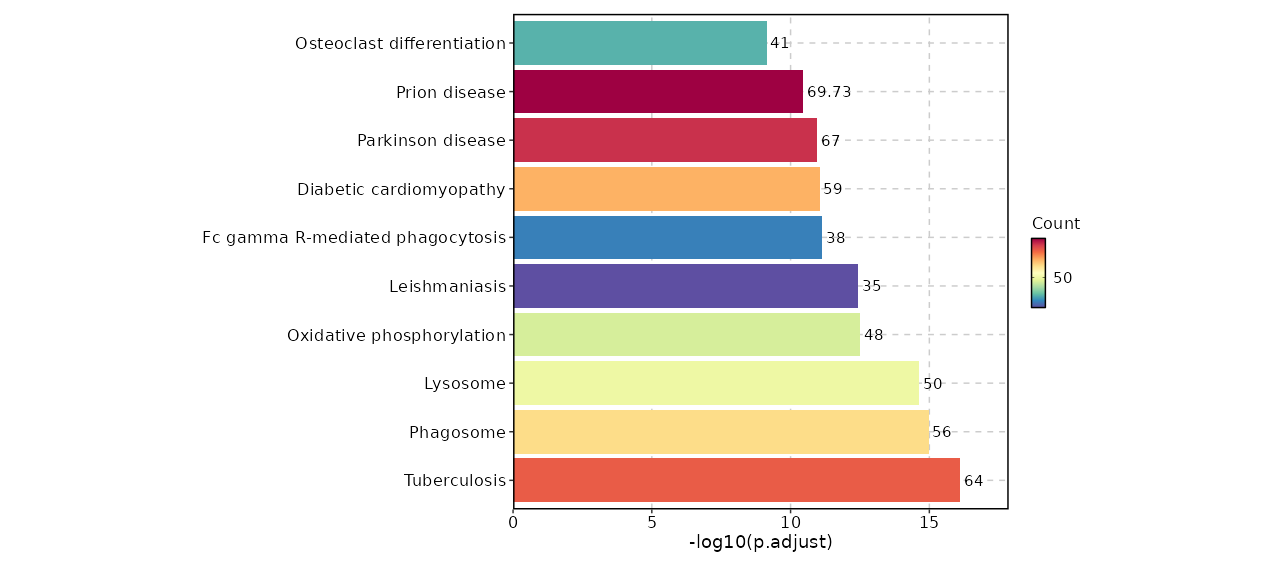 Osteoclast differentiation 41
Prion disease 69.73
Parkinson disease 67
Diabetic cardiomyopathy 59
Fc gamma R-mediated phagocytosis 38
Leishmaniasis 35
Oxidative phosphorylation 48
Lysosome 50
Phagosome 56
Tuberculosis 64
0 5 10 15
-log10(p.adjust)
Count
50